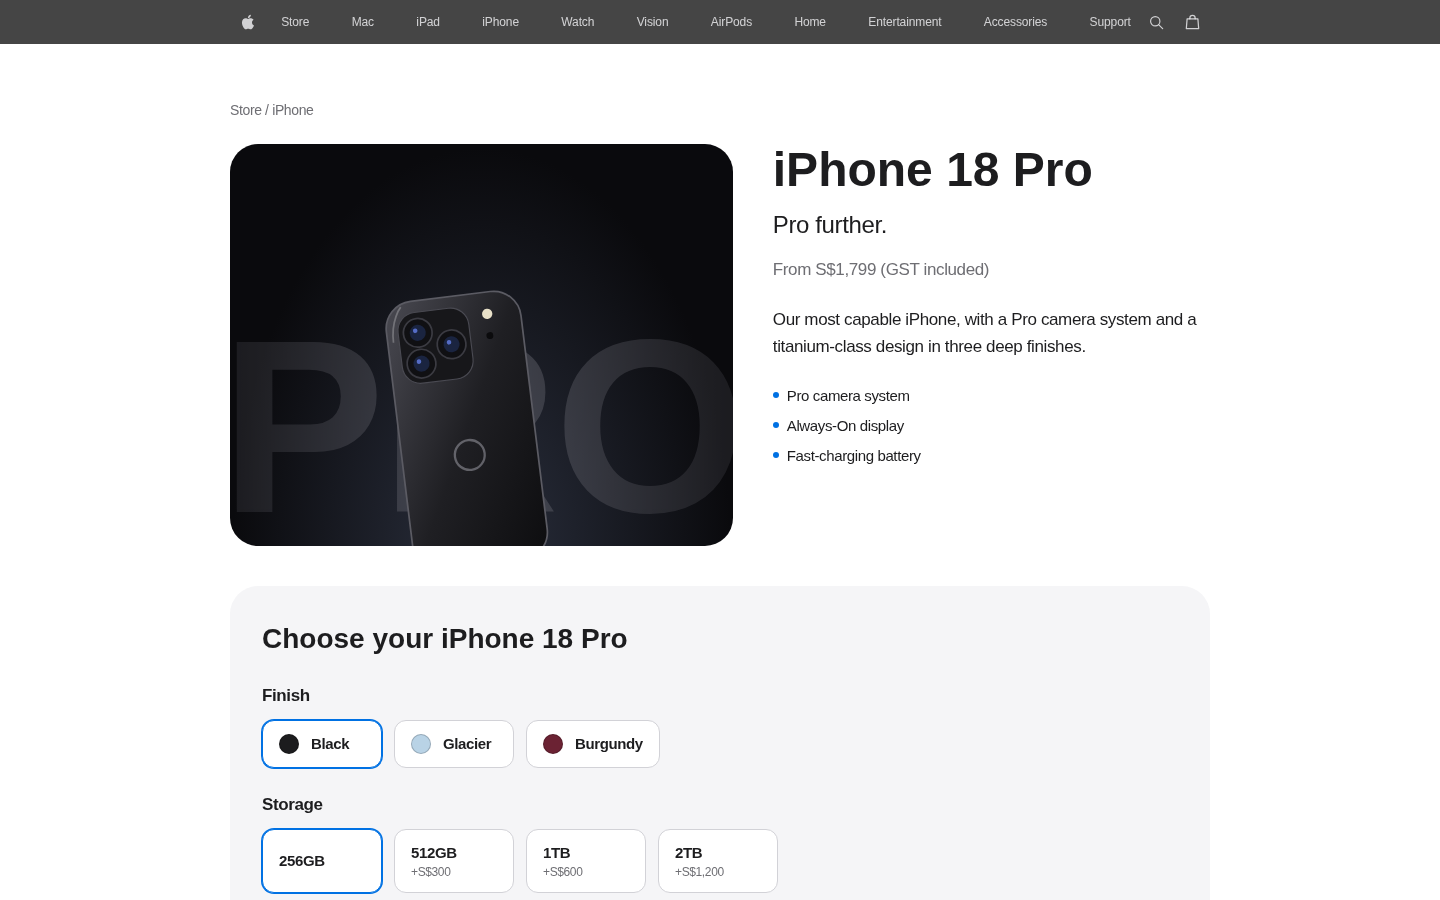 Store Mac iPad iPhone Watch Vision AirPods Home Entertainment Accessories Support
Store / iPhone
PRO
iPhone 18 Pro
Pro further.
From S$1,799 (GST included)
Our most capable iPhone, with a Pro camera system and a
titanium-class design in three deep finishes.
Pro camera system
Always-On display
Fast-charging battery
Choose your iPhone 18 Pro
Finish
Black Glacier Burgundy
Storage
256GB 512GB 1TB 2TB
+S$300 +S$600 +S$1,200